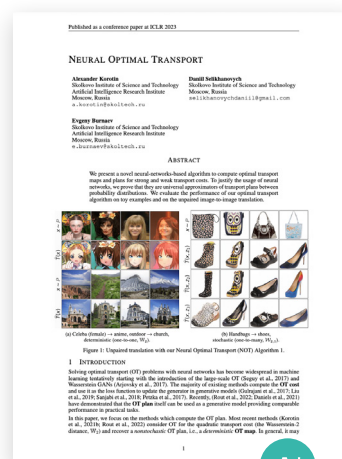 Published as a conference paper at ICLR 2023
NEURAL OPTIMAL TRANSPORT
Alexander Korotin
Skolkovo Institute of Science and Technology
Artificial Intelligence Research Institute
Moscow, Russia
a.korotin@skoltech.ru
Daniil Selikhanovych
Skolkovo Institute of Science and Technology
Moscow, Russia
selikhanovychdaniil@gmail.com
Evgeny Burnaev
Skolkovo Institute of Science and Technology
Artificial Intelligence Research Institute
Moscow, Russia
e.burnaev@skoltech.ru
ABSTRACT
We present a novel neural-networks-based algorithm to compute optimal transport
maps and plans for strong and weak transport costs. To justify the usage of neural
networks, we prove that they are universal approximators of transport plans between
probability distributions. We evaluate the performance of our optimal transport
algorithm on toy examples and on the unpaired image-to-image translation.
(a) Celeba (female) → anime, outdoor → church,
deterministic (one-to-one, W₂).
(b) Handbags → shoes,
stochastic (one-to-many,
Figure 1: Unpaired translation with our Neural Optimal Transport (NOT) Algorithm 1.
1 INTRODUCTION
Solving optimal transport (OT) problems with neural networks has become widespread in machine
learning tentatively starting with the introduction of the large-scale OT (Seguy et al., 2017) and
Wasserstein GANs (Arjovsky et al., 2017). The majority of existing methods compute the OT cost
and use it as the loss function to update the generator in generative models (Gulrajani et al., 2017; Liu
et al., 2019; Sanjabi et al., 2018; Petzka et al., 2017). Recently, (Rout et al., 2022; Daniels et al., 2021)
have demonstrated that the OT plan itself can be used as a generative model providing comparable
performance in practical tasks.
In this paper, we focus on the methods which compute the OT plan. Most recent methods (Korotin
et al., 2021b; Rout et al., 2022) consider OT for the quadratic transport cost (the Wasserstein-2
distance, W₂) and recover a nonstochastic OT plan, i.e., a deterministic OT map. In general, it may
1